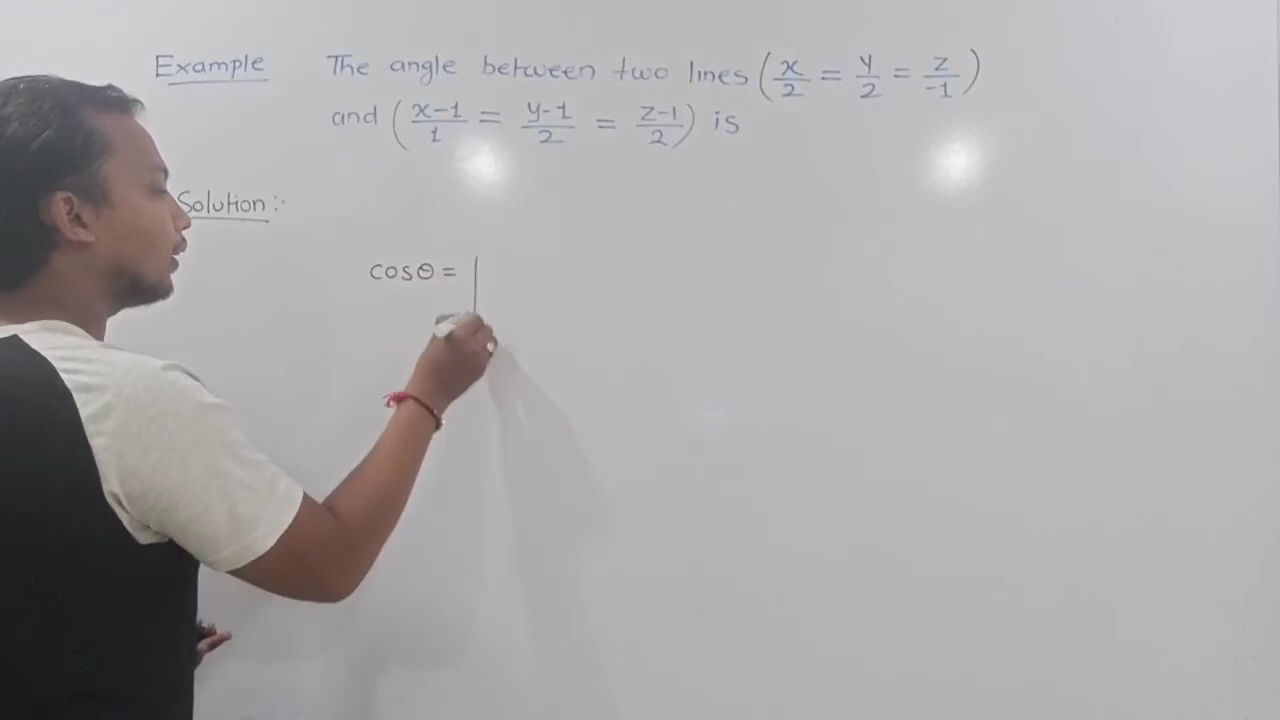 Example The angle between two lines (x/2 = y/2 = z/-1)
and (x-1/1 = y-1/2 = z-1/2) is
Solution :-
cosθ = |